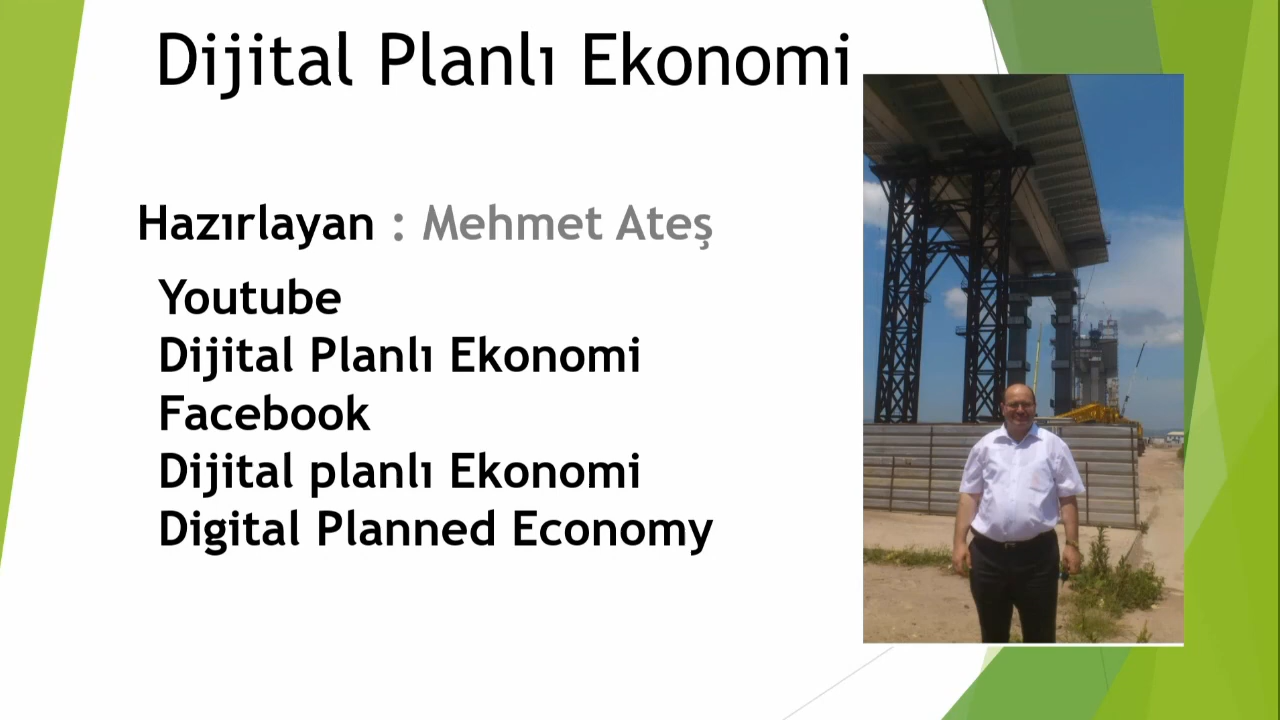 Dijital Planlı Ekonomi
Hazırlayan : Mehmet Ateş
Youtube
Dijital Planlı Ekonomi
Facebook
Dijital planlı Ekonomi
Digital Planned Economy